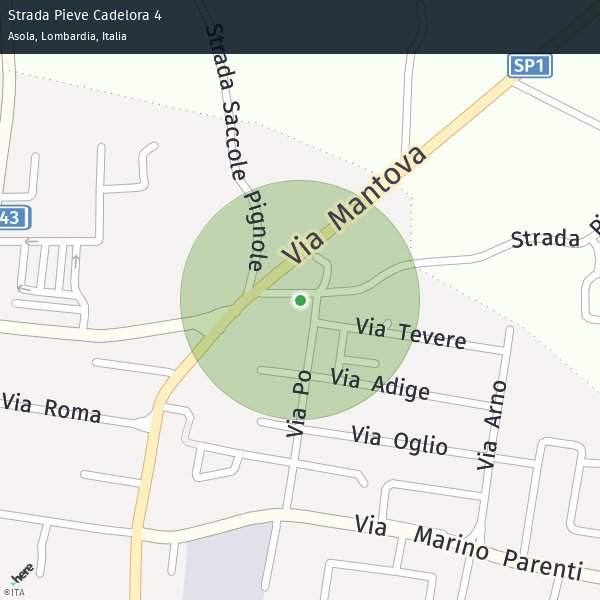 Strada Pieve Cadelora 4
Asola, Lombardia, Italia
SP1
Strada Saccole Pignole
Via Mantova
43
Strada Pi
Via Tevere
Via Adige
Via Po
Via Roma
Via Arno
Via Oglio
Via Marino Parenti
here
©ITA